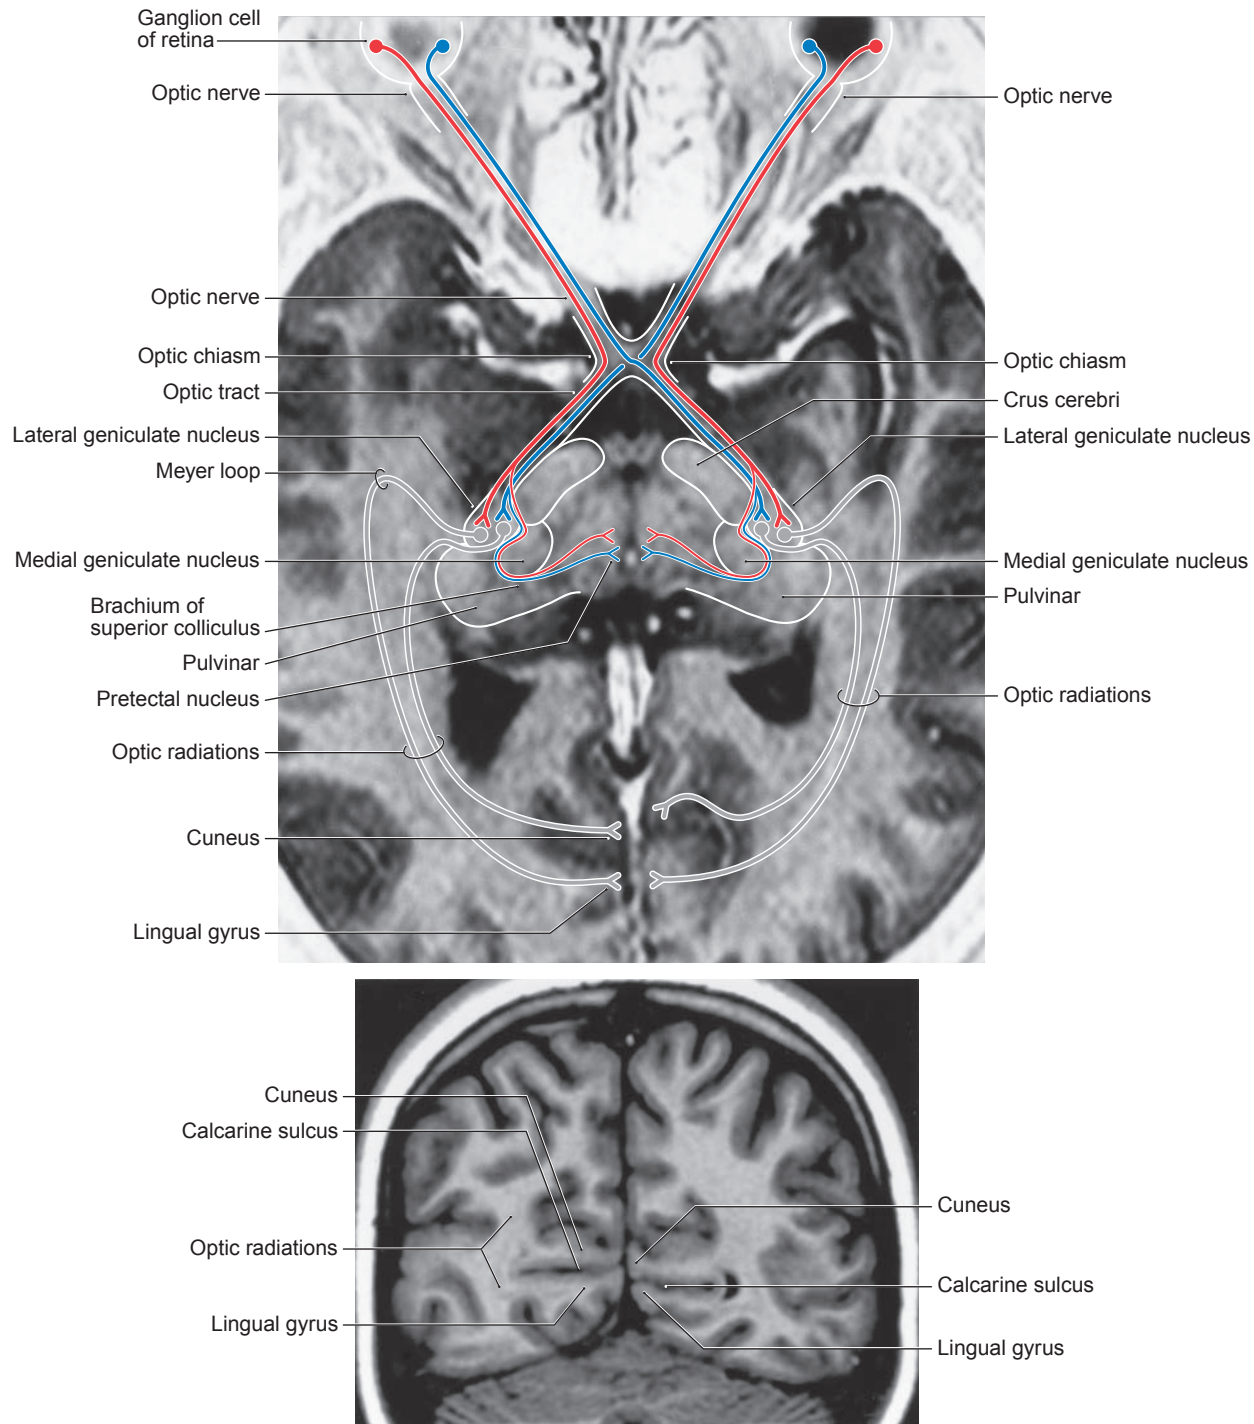 Ganglion cell
of retina
Optic nerve
Optic nerve
Optic nerve
Optic chiasm
Optic chiasm
Optic tract
Crus cerebri
Lateral geniculate nucleus
Lateral geniculate nucleus
Meyer loop
Medial geniculate nucleus
Medial geniculate nucleus
Brachium of
superior colliculus
Pulvinar
Pulvinar
Pretectal nucleus
Optic radiations
Optic radiations
Cuneus
Lingual gyrus
Cuneus
Calcarine sulcus
Cuneus
Optic radiations
Calcarine sulcus
Lingual gyrus
Lingual gyrus